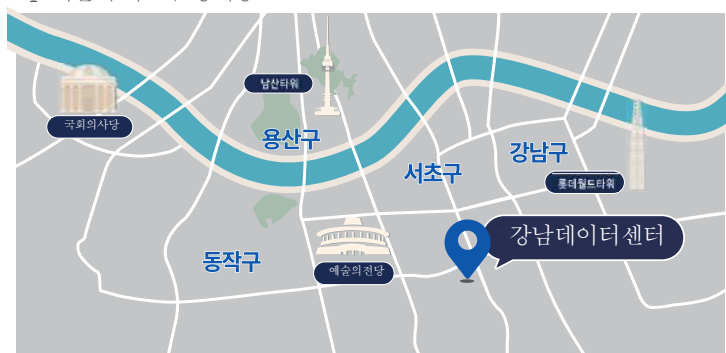 남산타워
국회의사당
용산구
강남구
서초구
롯데월드타워
강남데이터센터
동작구
예술의전당